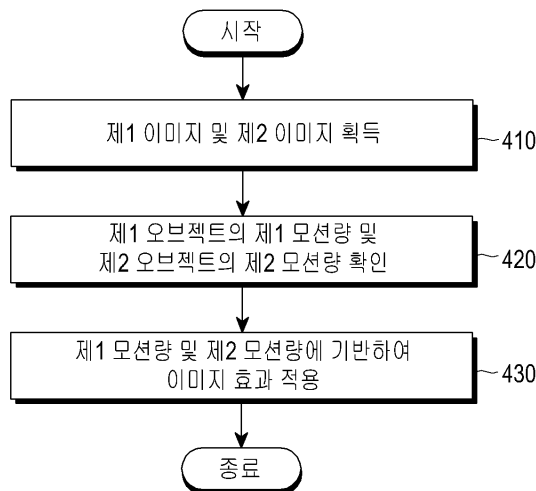 시작
제1 이미지 및 제2 이미지 획득
410
제1 오브젝트의 제1 모션량 및
제2 오브젝트의 제2 모션량 확인
420
제1 모션량 및 제2 모션량에 기반하여
이미지 효과 적용
430
종료